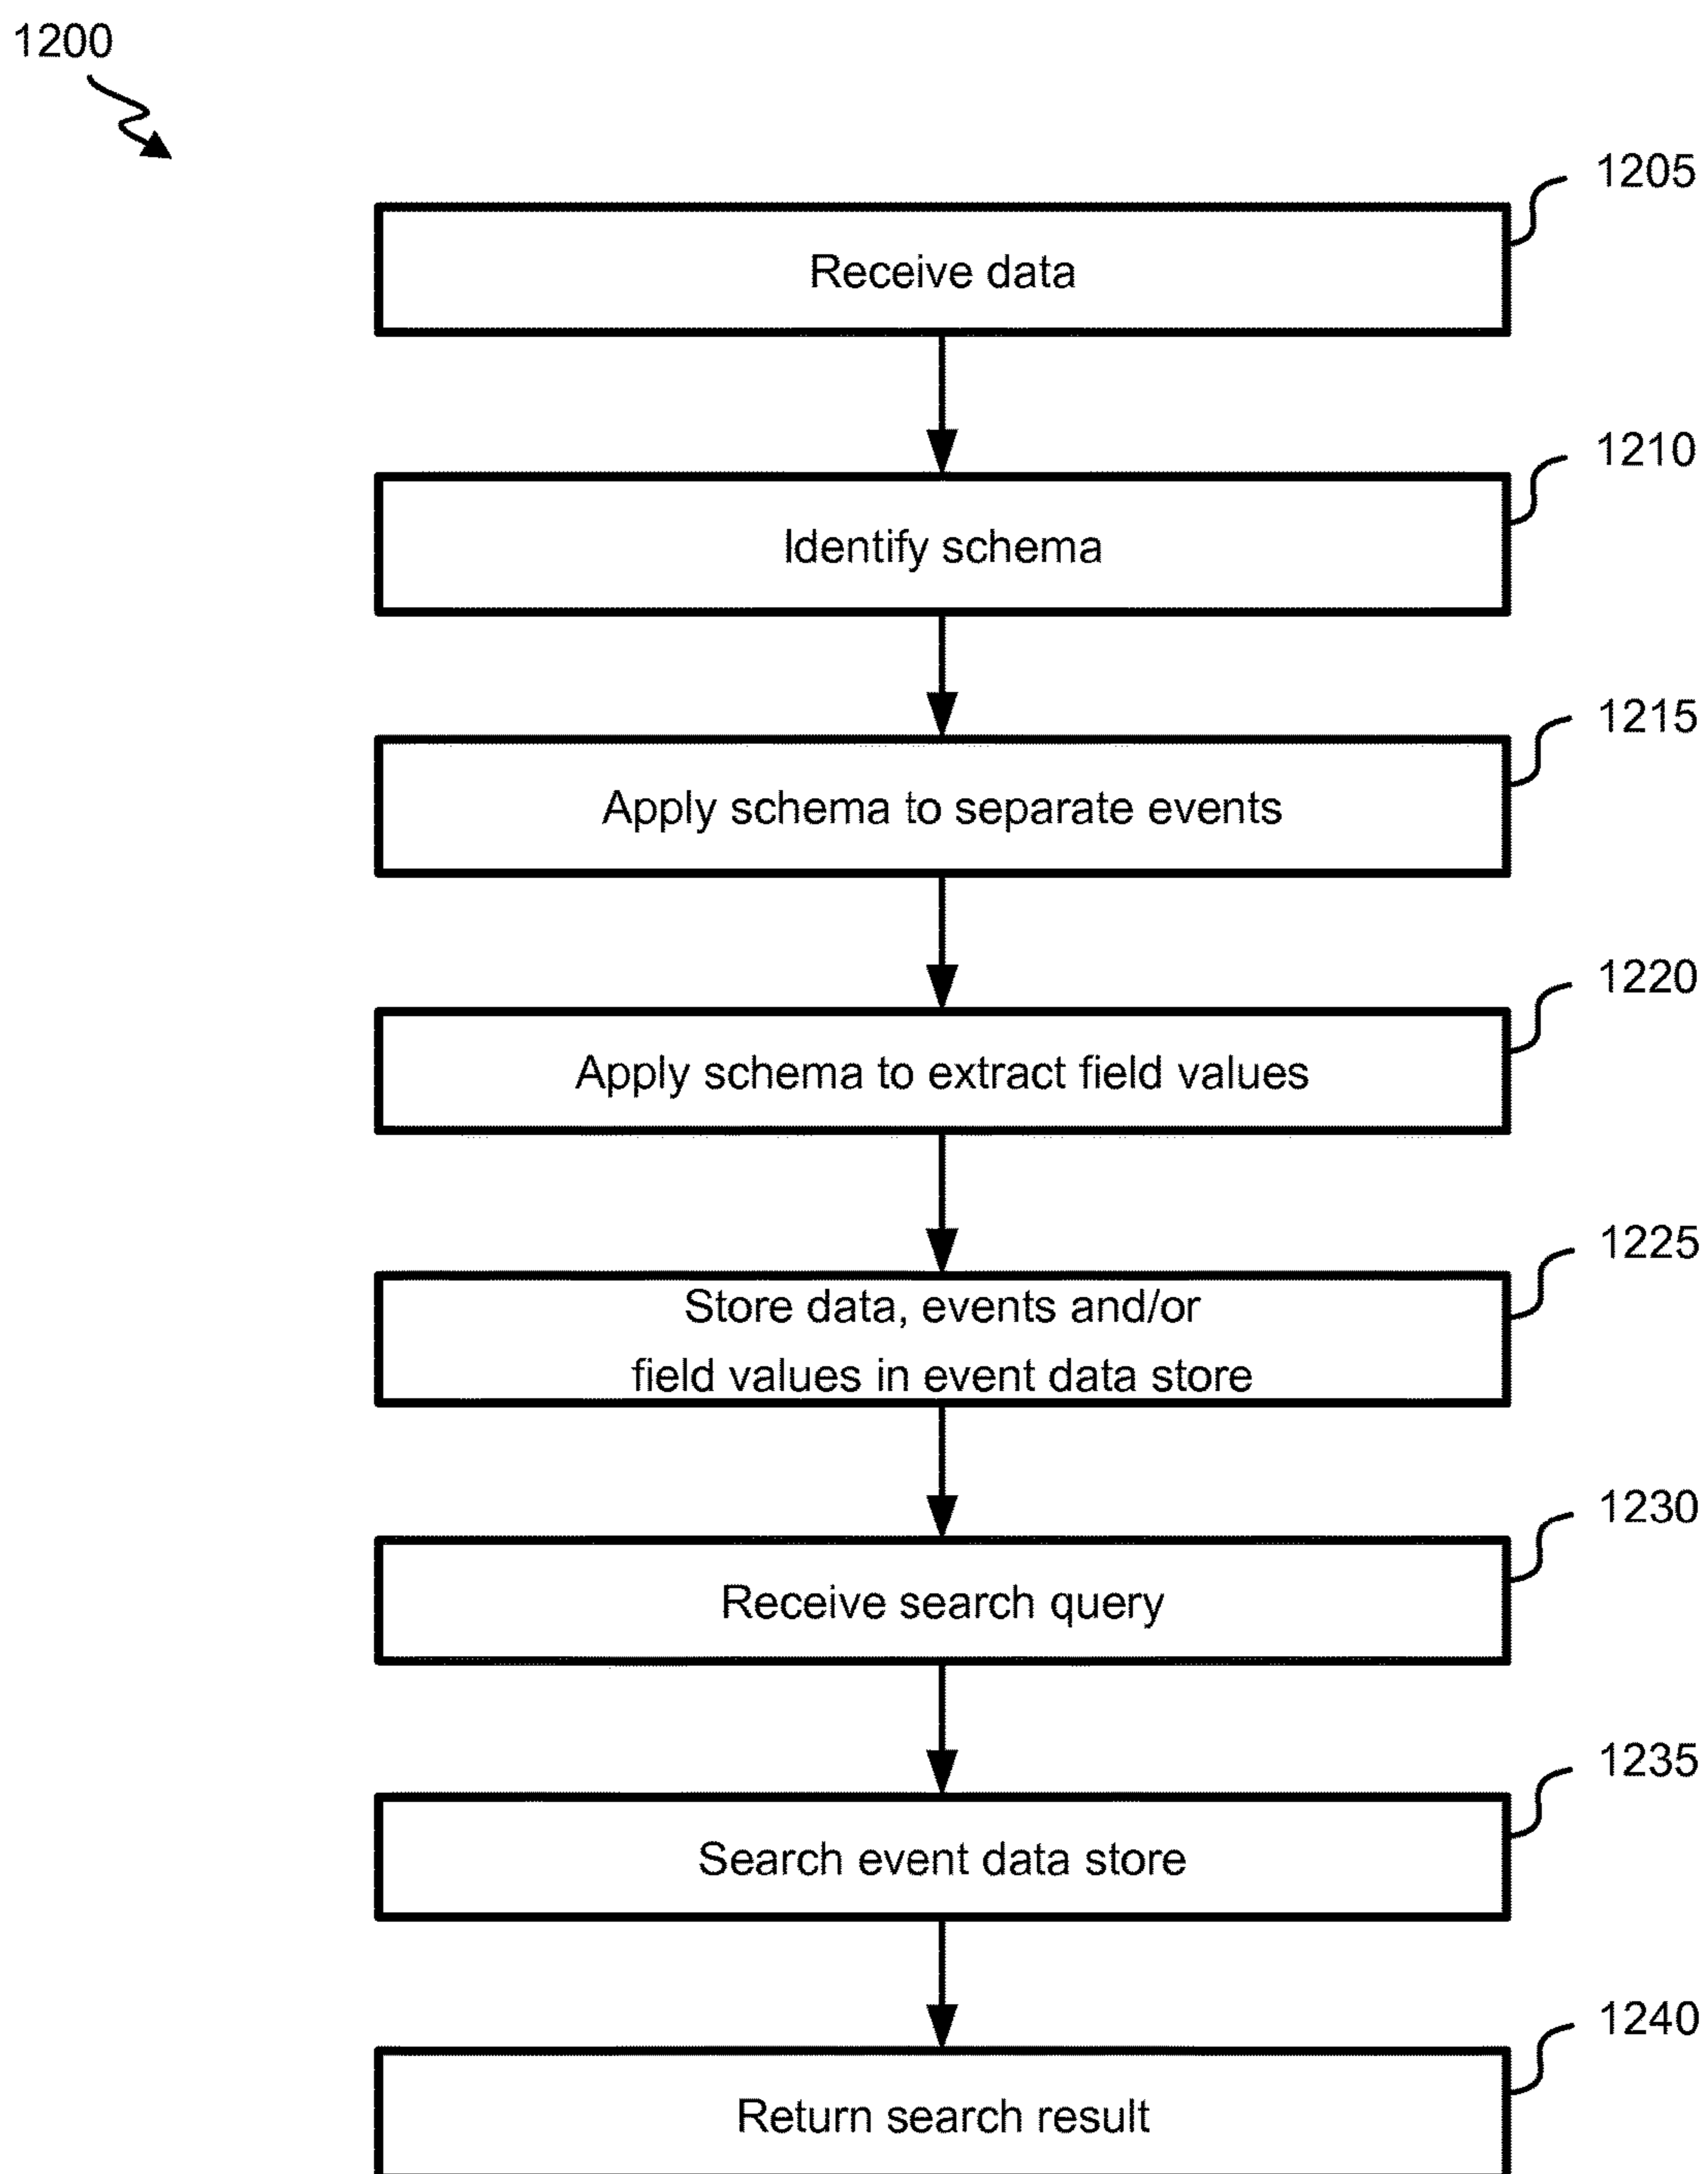 1200
1205
Receive data
1210
Identify schema
1215
Apply schema to separate events
1220
Apply schema to extract field values
1225
Store data, events and/or
field values in event data store
1230
Receive search query
1235
Search event data store
1240
Return search result